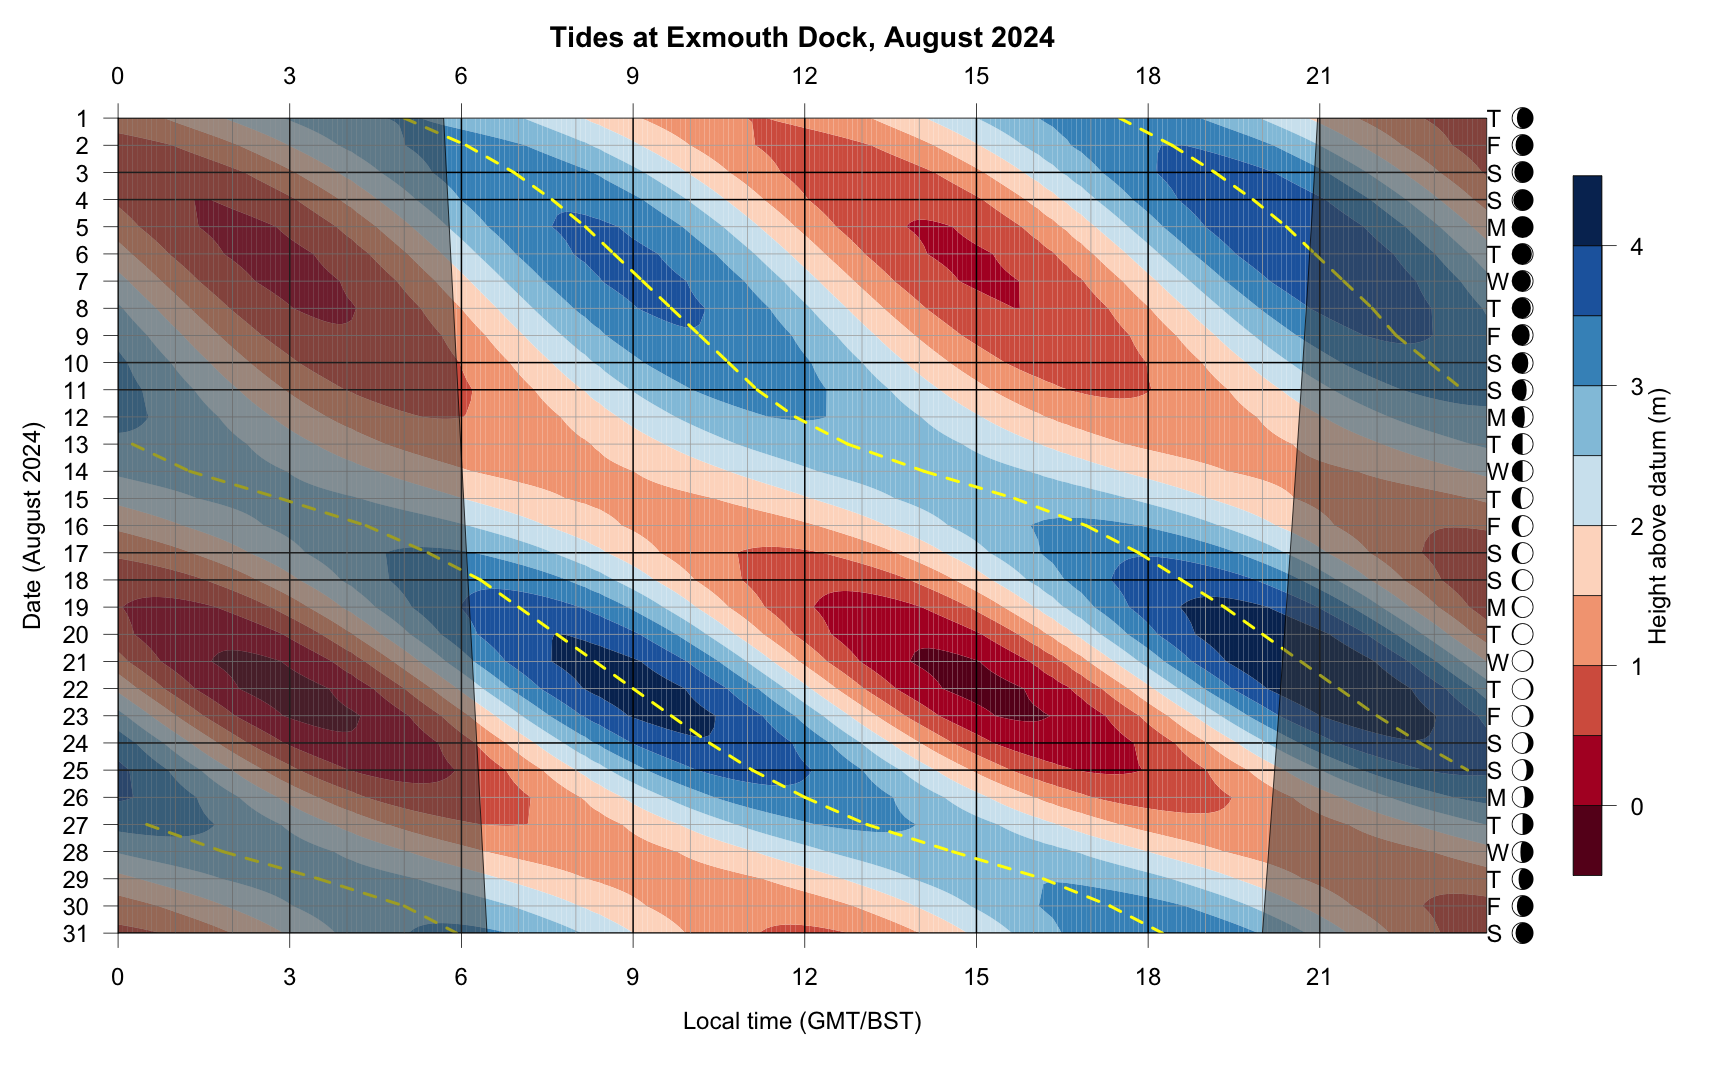 Tides at Exmouth Dock, August 2024
0 3 6 9 12 15 18 21
1 T
2 F
3 S
4 S
5 M
6 T
7 W
8 T
9 F
10 S
11 S
12 M
13 T
14 W
15 T
16 F
17 S
18 S
19 M
20 T
21 W
22 T
23 F
24 S
25 S
26 M
27 T
28 W
29 T
30 F
31 S
0 3 6 9 12 15 18 21
Local time (GMT/BST)
Date (August 2024)
4
3
2
1
0
Height above datum (m)